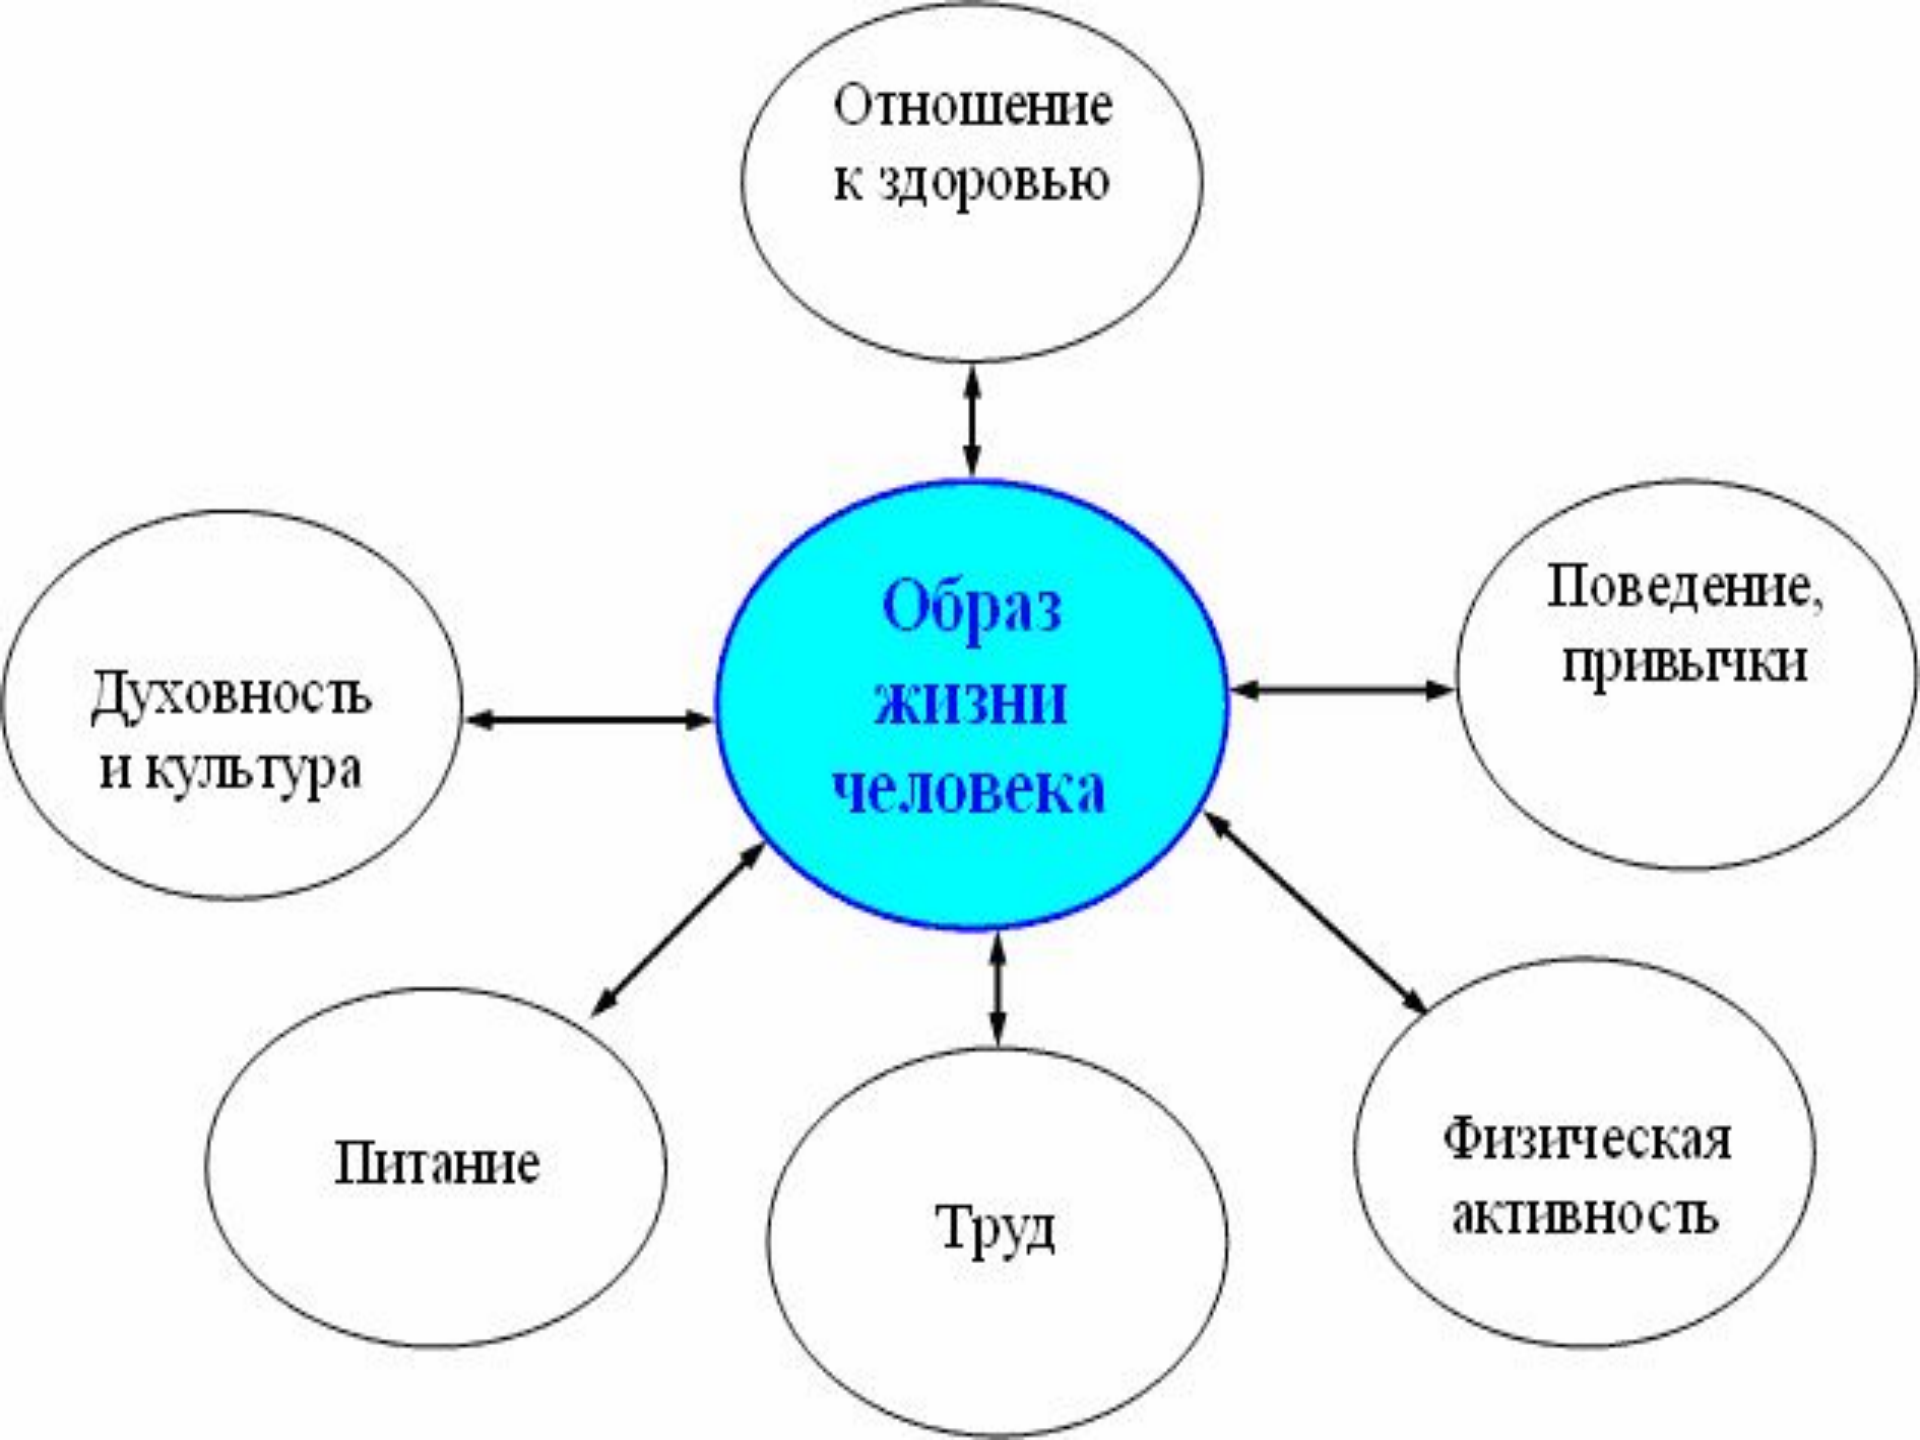 Отношение
к здоровью
Образ
жизни
человека
Поведение,
привычки
Духовность
и культура
Питание
Труд
Физическая
активность